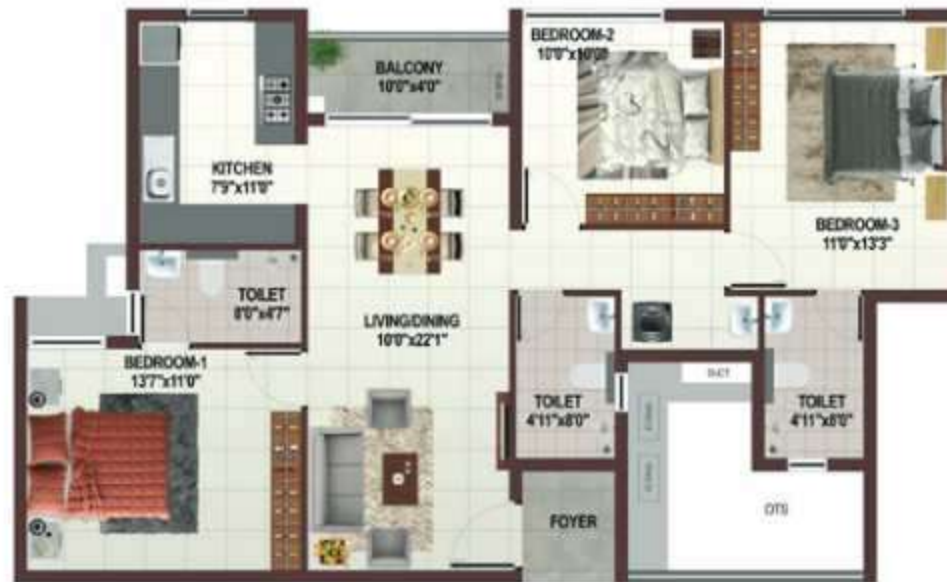 BEDROOM-2
10'0"x10'0"
BALCONY
10'0"x4'0"
KITCHEN
7'9"x11'0"
BEDROOM-3
11'0"x13'3"
TOILET
8'0"x4'7"
LIVING/DINING
10'0"x22'1"
BEDROOM-1
13'7"x11'0"
DUCT
TOILET
4'11"x8'0"
TOILET
4'11"x8'0"
FOYER
OTS